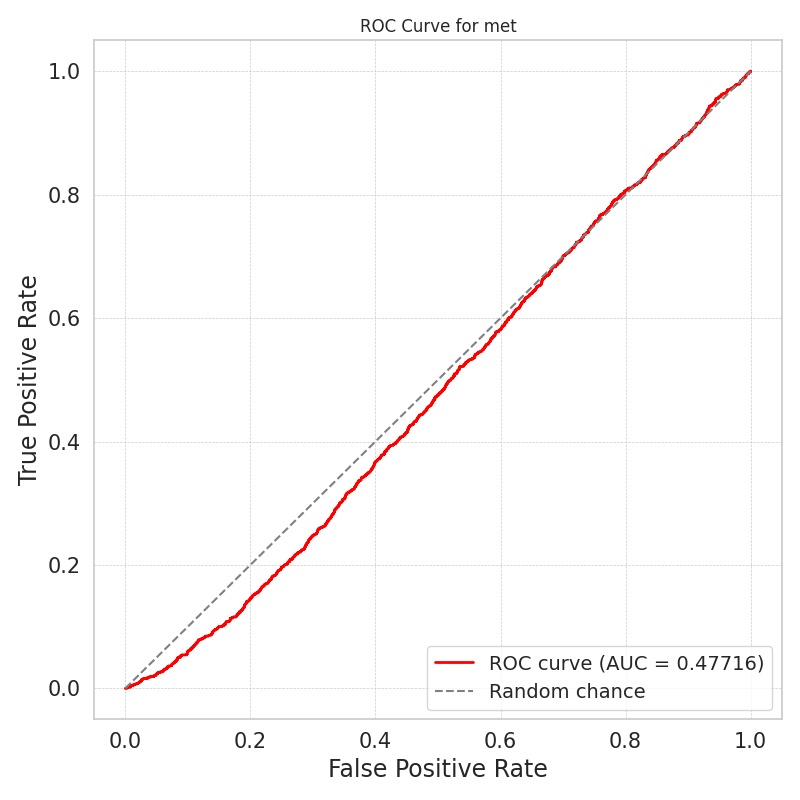 ROC Curve for met
True Positive Rate
1.0
0.8
0.6
0.4
0.2
0.0
ROC curve (AUC = 0.47716)
Random chance
0.0 0.2 0.4 0.6 0.8 1.0
False Positive Rate